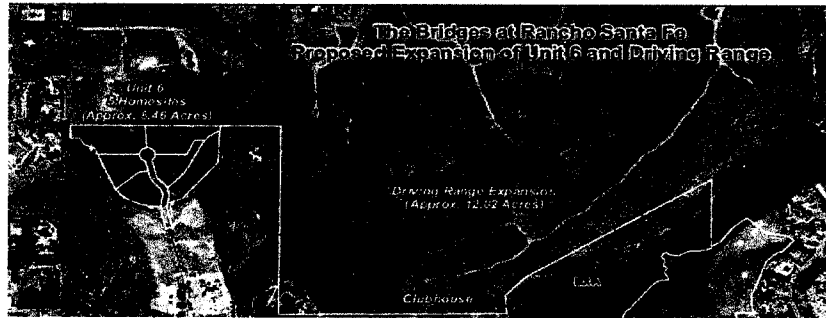 The Bridges at Rancho Santa Fe
Proposed Expansion of Unit 6 and Driving Range
Unit 6
Homesites
(Approx. 5.46 Acres)
Driving Range Expansion
(Approx. 12.02 Acres)
Clubhouse